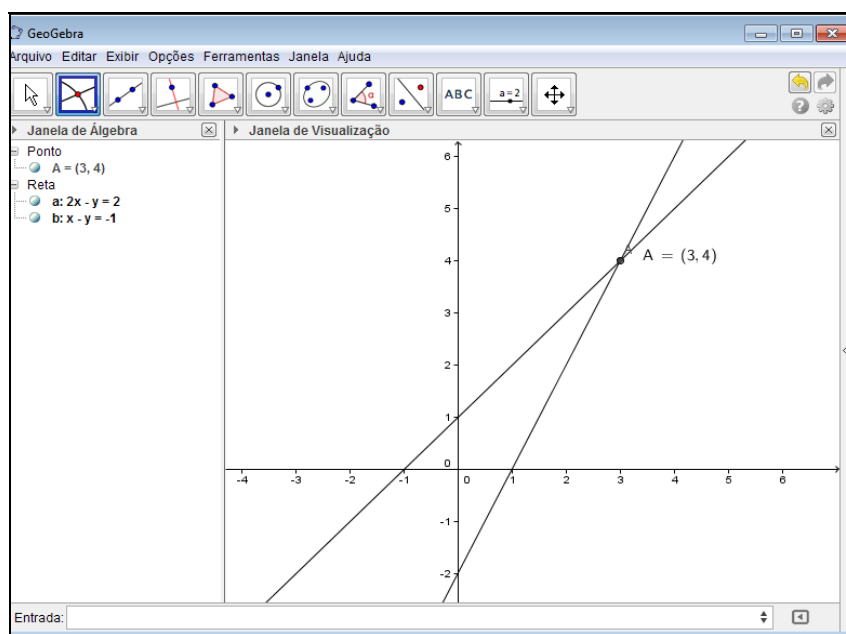 GeoGebra
Arquivo Editar Exibir Opções Ferramentas Janela Ajuda
ABC
a=2
α
Janela de Álgebra
Janela de Visualização
Ponto
A = (3, 4)
Reta
a: 2x - y = 2
b: x - y = -1
6
5
A
A = (3, 4)
4
3
2
1
0
-4 -3 -2 -1 0 1 2 3 4 5 6
-1
-2
Entrada: